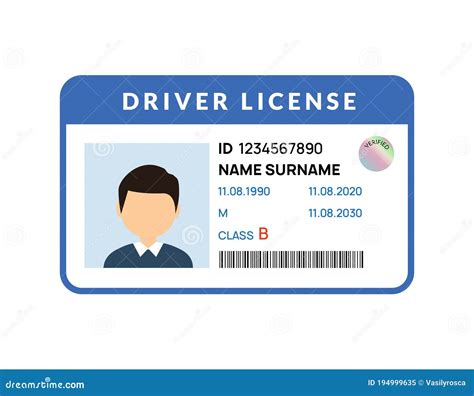 DRIVER LICENSE
ID 1234567890
VERIFIED
NAME SURNAME
11.08.1990 11.08.2020
M 11.08.2030
CLASS B
dreamstime
dreamstime.com
ID 194999635 © Vasilyrosca